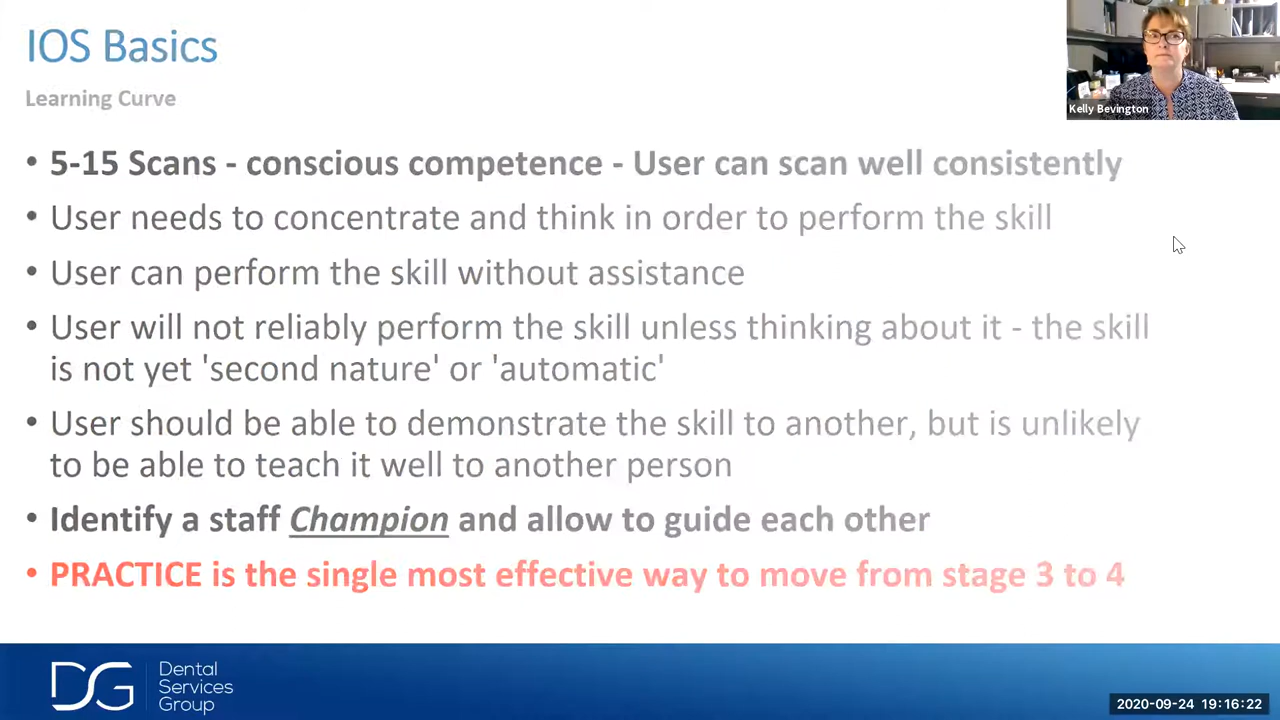 IOS Basics
Learning Curve
Kelly Bevington
• 5-15 Scans - conscious competence - User can scan well consistently
• User needs to concentrate and think in order to perform the skill
• User can perform the skill without assistance
• User will not reliably perform the skill unless thinking about it - the skill
is not yet 'second nature' or 'automatic'
• User should be able to demonstrate the skill to another, but is unlikely
to be able to teach it well to another person
• Identify a staff Champion and allow to guide each other
• PRACTICE is the single most effective way to move from stage 3 to 4
DSG
Dental
Services
Group
2020-09-24 19:16:22